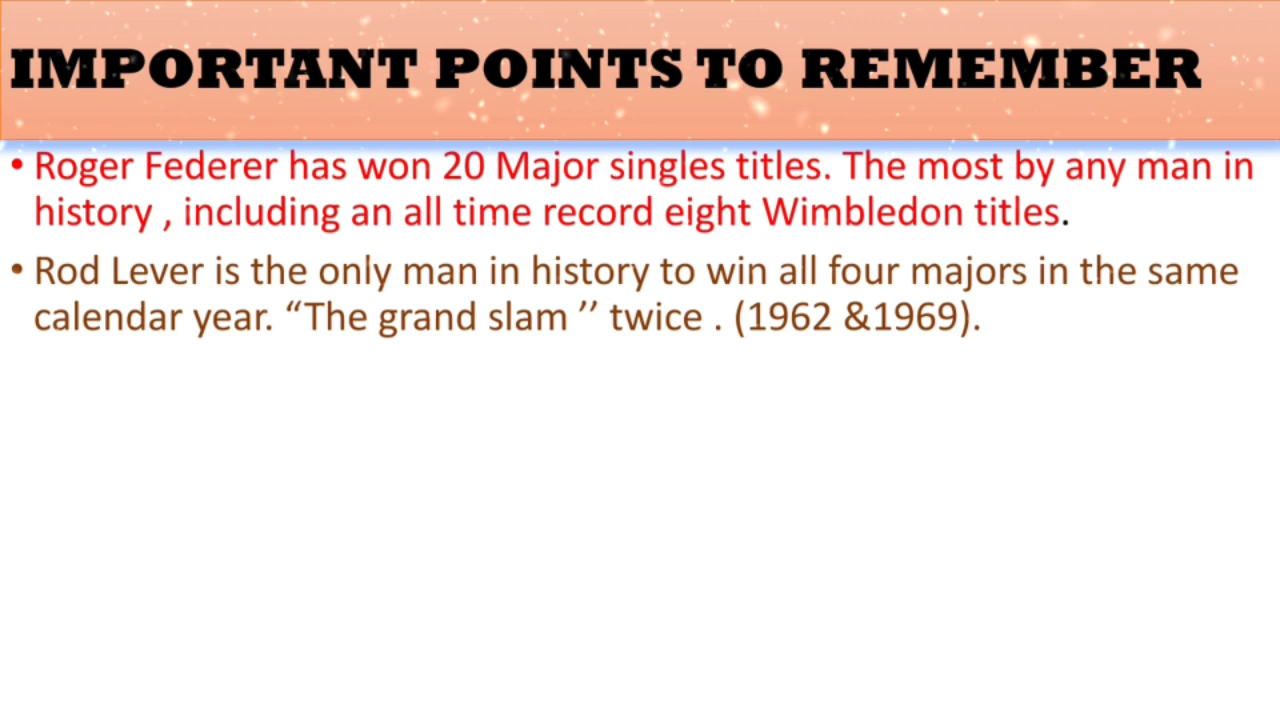 IMPORTANT POINTS TO REMEMBER
• Roger Federer has won 20 Major singles titles. The most by any man in
history , including an all time record eight Wimbledon titles.
• Rod Lever is the only man in history to win all four majors in the same
calendar year. “The grand slam ’’ twice . (1962 &1969).